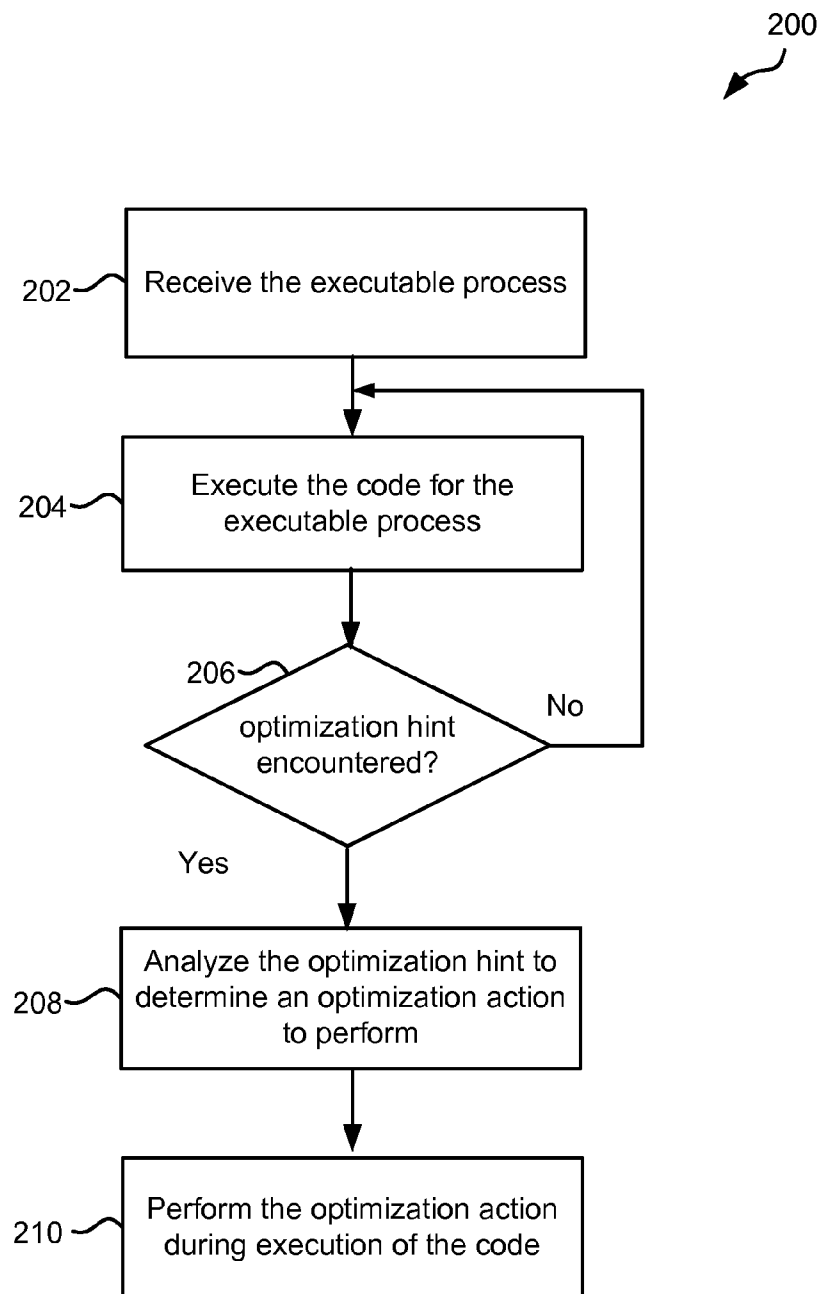 200
202
Receive the executable process
204
Execute the code for the
executable process
206
optimization hint
encountered?
No
Yes
208
Analyze the optimization hint to
determine an optimization action
to perform
210
Perform the optimization action
during execution of the code